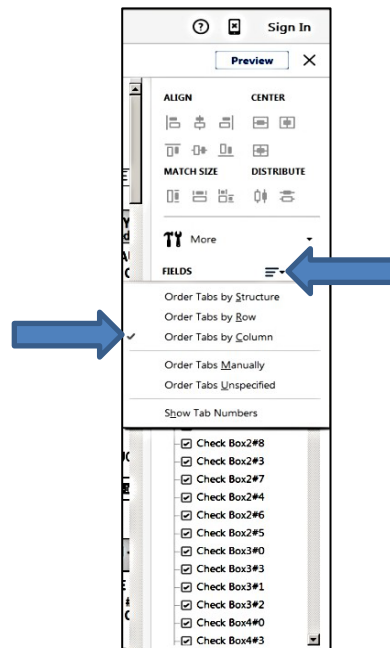 Sign In
Preview
ALIGN CENTER
MATCH SIZE DISTRIBUTE
More
FIELDS
Order Tabs by Structure
Order Tabs by Row
Order Tabs by Column
Order Tabs Manually
Order Tabs Unspecified
Show Tab Numbers
Check Box2#8
Check Box2#3
Check Box2#7
Check Box2#4
Check Box2#6
Check Box2#5
Check Box3#0
Check Box3#3
Check Box3#1
Check Box3#2
Check Box4#0
Check Box4#3